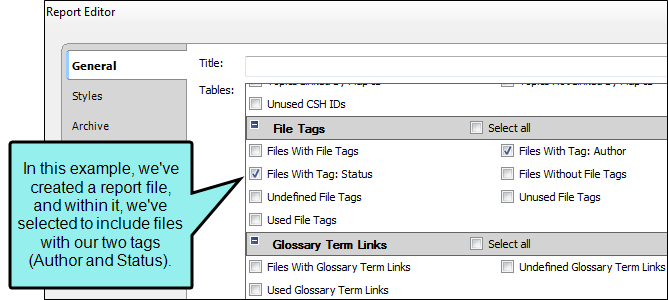 Report Editor
General
Styles
Archive
Title:
Tables:
Unused CSH IDs
File Tags
Select all
Files With File Tags
Files With Tag: Author
Files With Tag: Status
Files Without File Tags
Undefined File Tags
Unused File Tags
Used File Tags
Glossary Term Links
Select all
Files With Glossary Term Links
Undefined Glossary Term Links
Used Glossary Term Links
In this example, we've
created a report file,
and within it, we've
selected to include files
with our two tags
(Author and Status).